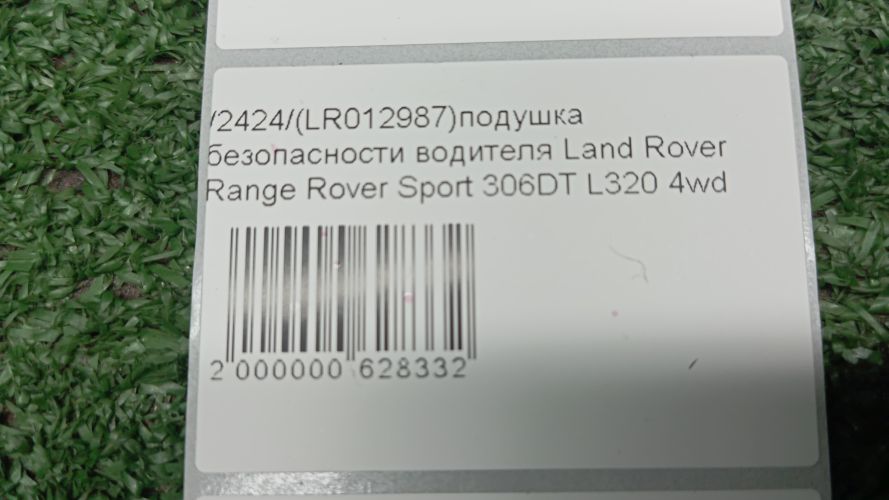 /2424/(LR012987)подушка
безопасности водителя Land Rover
Range Rover Sport 306DT L320 4wd
2 000000 628332